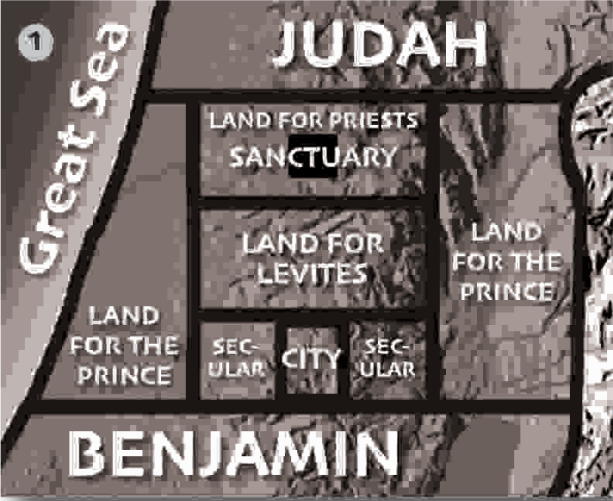 1
Great Sea
JUDAH
LAND FOR PRIESTS
SANCTUARY
LAND FOR
LEVITES
LAND
FOR THE
PRINCE
LAND
FOR THE
PRINCE
SEC-
ULAR
CITY
SEC-
ULAR
BENJAMIN